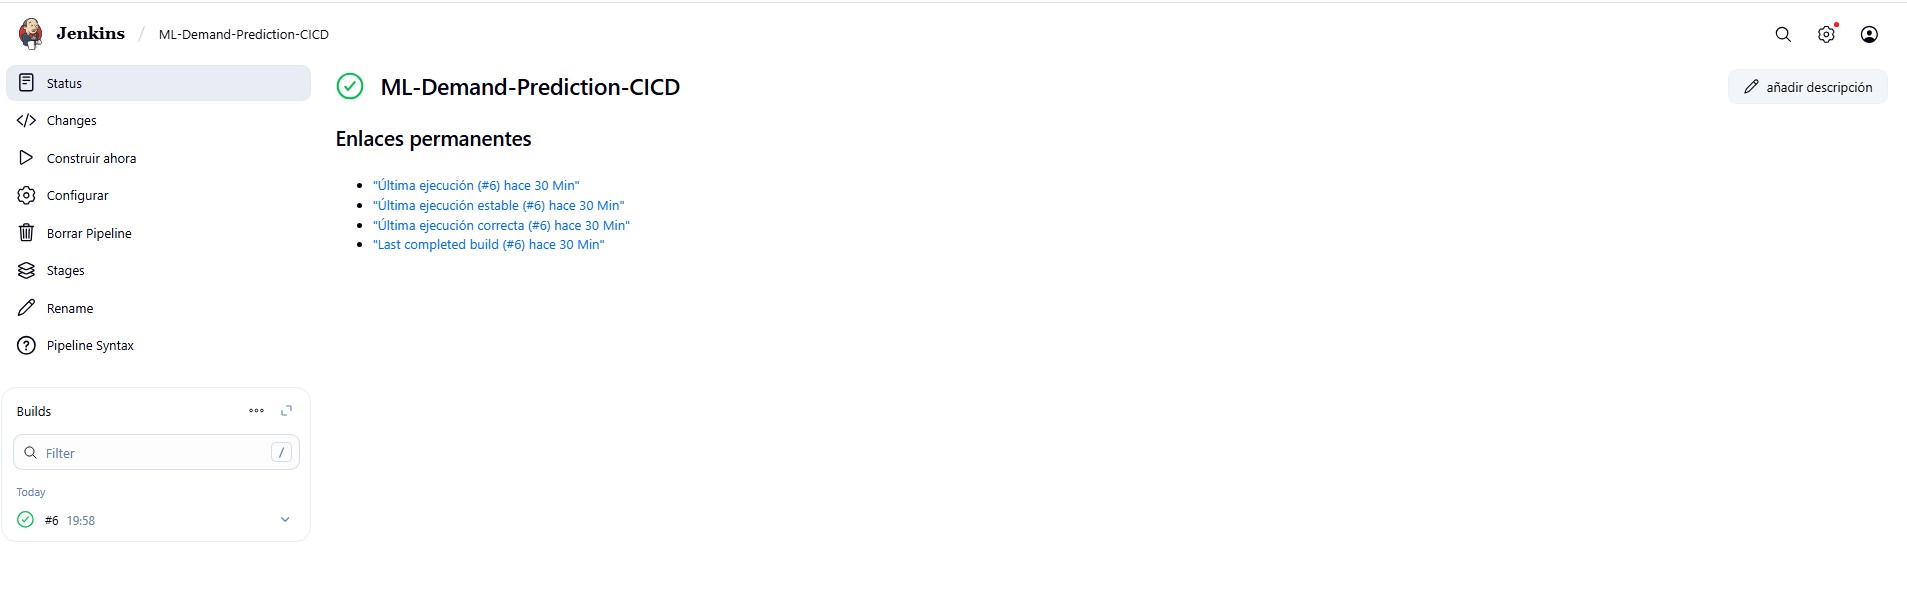 Jenkins / ML-Demand-Prediction-CICD
Status
Changes
Construir ahora
Configurar
Borrar Pipeline
Stages
Rename
Pipeline Syntax
Builds
Filter /
Today
#6 19:58
ML-Demand-Prediction-CICD
añadir descripción
Enlaces permanentes
"Última ejecución (#6) hace 30 Min"
"Última ejecución estable (#6) hace 30 Min"
"Última ejecución correcta (#6) hace 30 Min"
"Last completed build (#6) hace 30 Min"